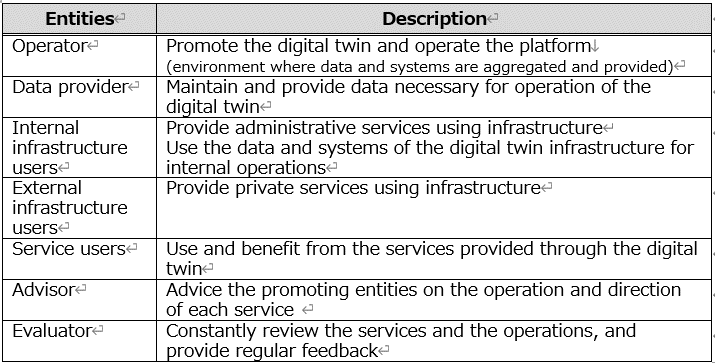 Entities Description
Operator Promote the digital twin and operate the platform
(environment where data and systems are aggregated and provided)
Data provider Maintain and provide data necessary for operation of the
digital twin
Internal Provide administrative services using infrastructure
infrastructure Use the data and systems of the digital twin infrastructure for
users internal operations
External Provide private services using infrastructure
infrastructure
users
Service users Use and benefit from the services provided through the digital
twin
Advisor Advice the promoting entities on the operation and direction
of each service
Evaluator Constantly review the services and the operations, and
provide regular feedback